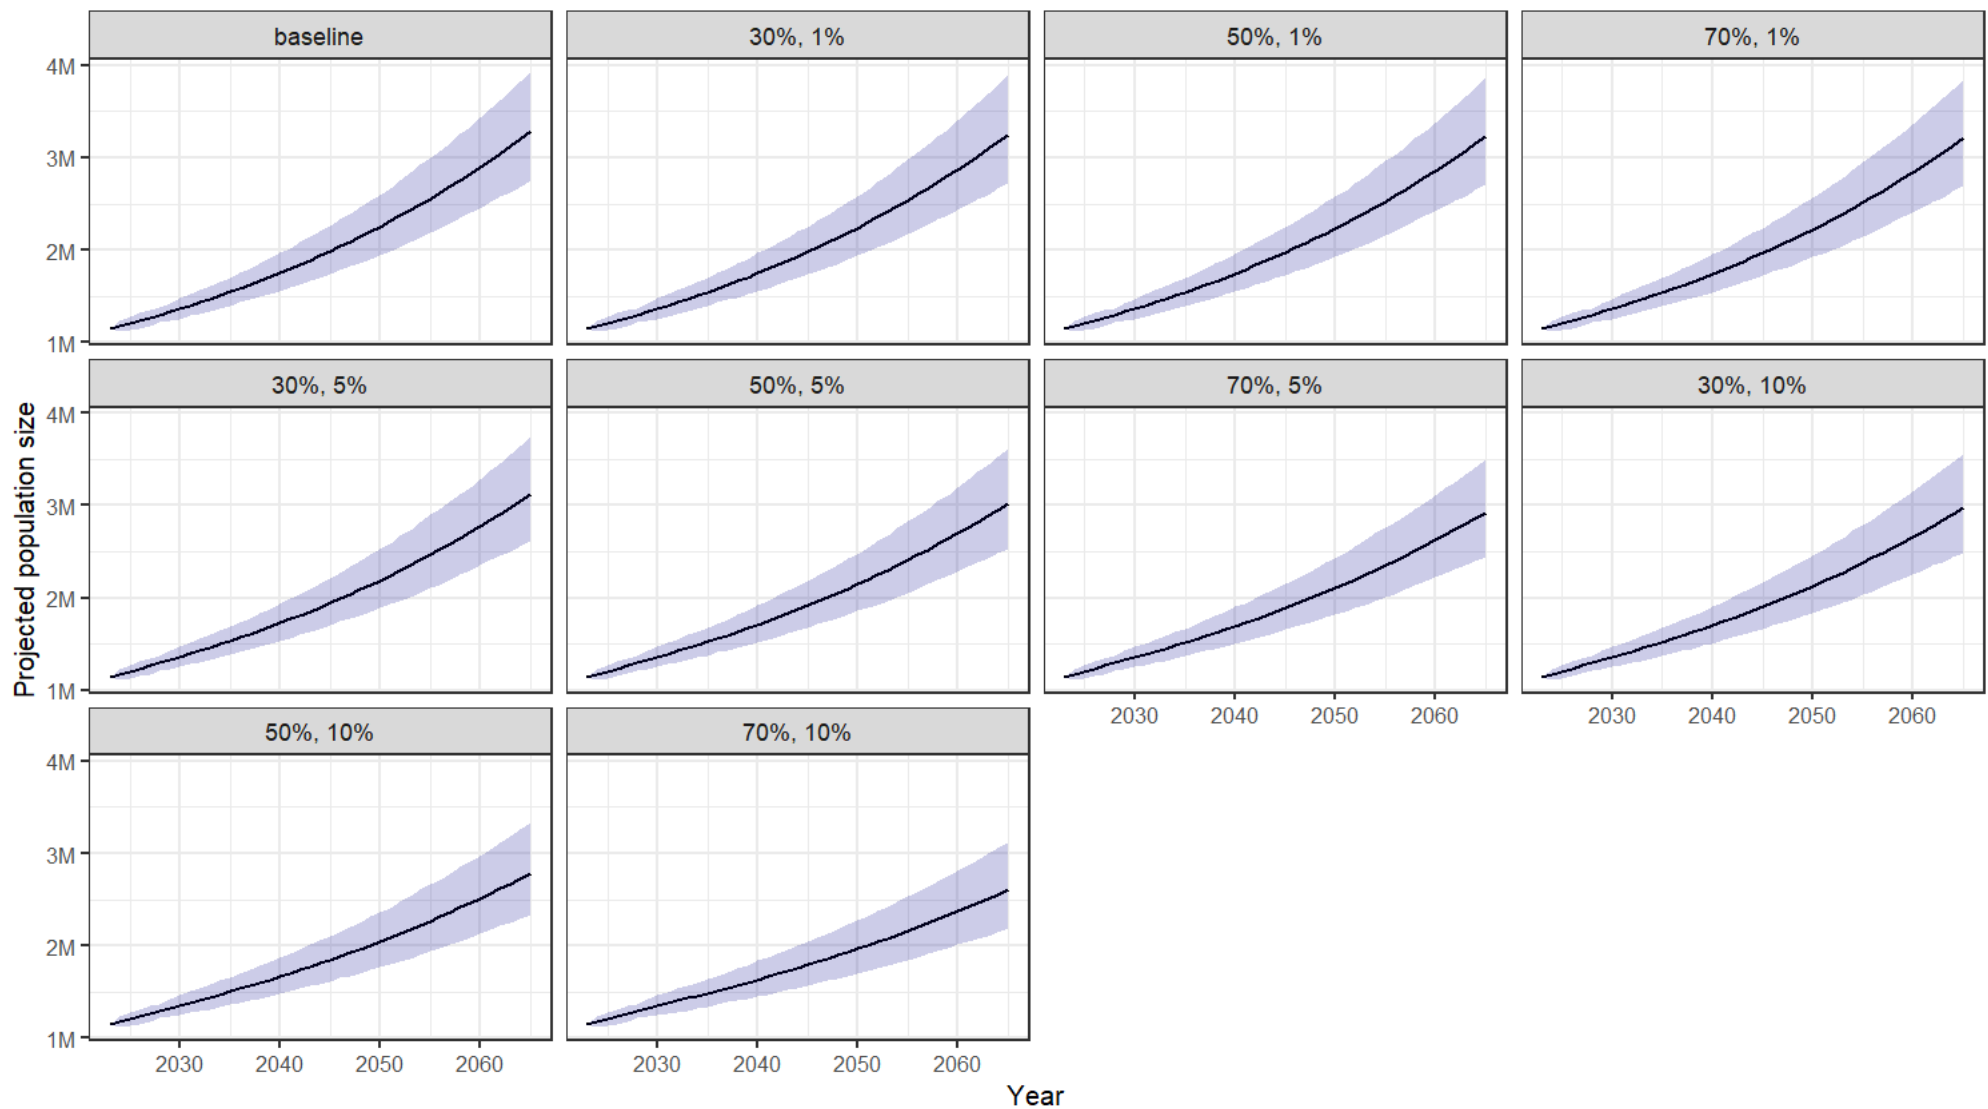 baseline
30%, 1%
50%, 1%
70%, 1%
4M
3M
2M
1M
30%, 5%
50%, 5%
70%, 5%
30%, 10%
4M
3M
2M
1M
2030 2040 2050 2060
2030 2040 2050 2060
50%, 10%
70%, 10%
4M
3M
2M
1M
2030 2040 2050 2060
2030 2040 2050 2060
Projected population size
Year